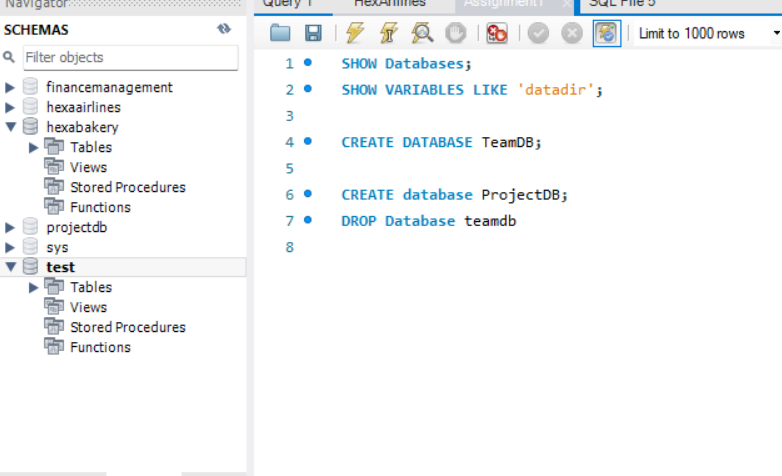 Navigator
Query 1 HexAirlines Assignment1 SQL File 5
SCHEMAS
Filter objects
financemanagement
hexaairlines
hexabakery
Tables
Views
Stored Procedures
Functions
projectdb
sys
test
Tables
Views
Stored Procedures
Functions
Limit to 1000 rows
1 SHOW Databases;
2 SHOW VARIABLES LIKE 'datadir';
3
4 CREATE DATABASE TeamDB;
5
6 CREATE database ProjectDB;
7 DROP Database teamdb
8